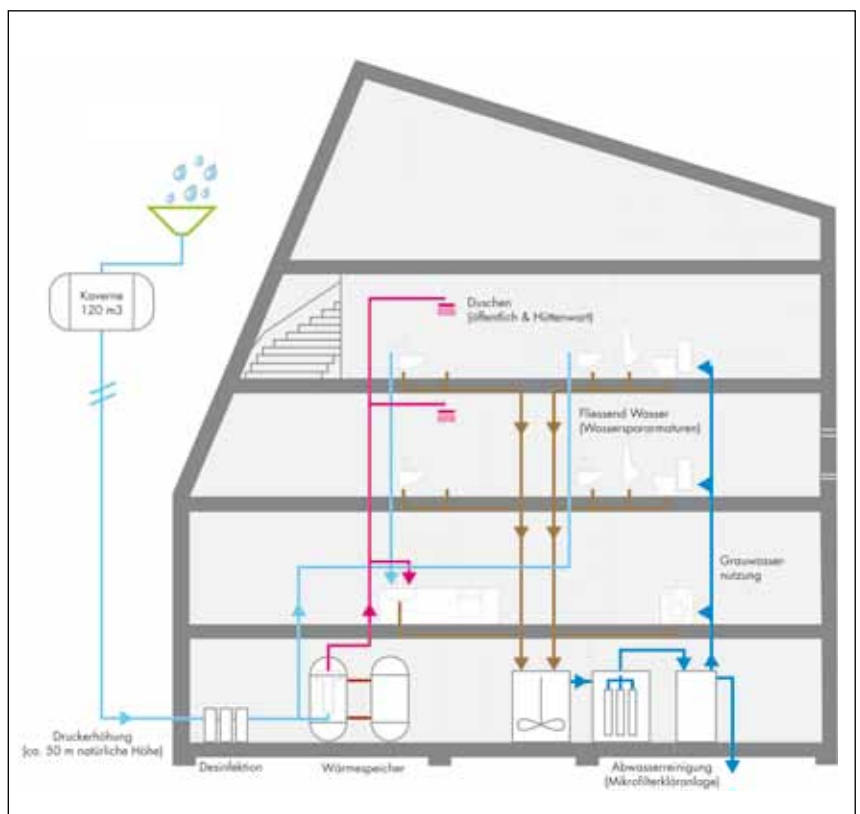 Kaverne
120 m3
Duschen
(öffentlich & Hüttenwart)
Fliessend Wasser
(Wasserspararmaturen)
Grauwasser-
nutzung
Druckerhöhung
(ca. 50 m natürliche Höhe)
Desinfektion
Wärmespeicher
Abwasserreinigung
(Mikrofilterkläranlage)